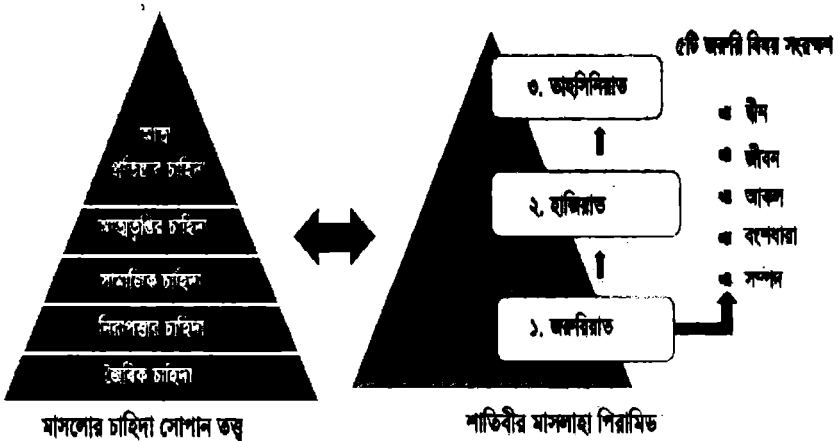 আত্ম
প্রতিষ্ঠার চাহিদা
আত্মতৃপ্তির চাহিদা
সামাজিক চাহিদা
নিরাপত্তার চাহিদা
জৈবিক চাহিদা
মাসলোর চাহিদা সোপান তত্ত্ব
৩. তাহসিনিয়াত
২. হাজিয়াত
১. জরুরিয়াত
শাতিবীর মাসলাহা পিরামিড
৫টি জরুরি বিষয় সংরক্ষণ
দ্বীন
জীবন
আকল
বংশধারা
সম্পদ